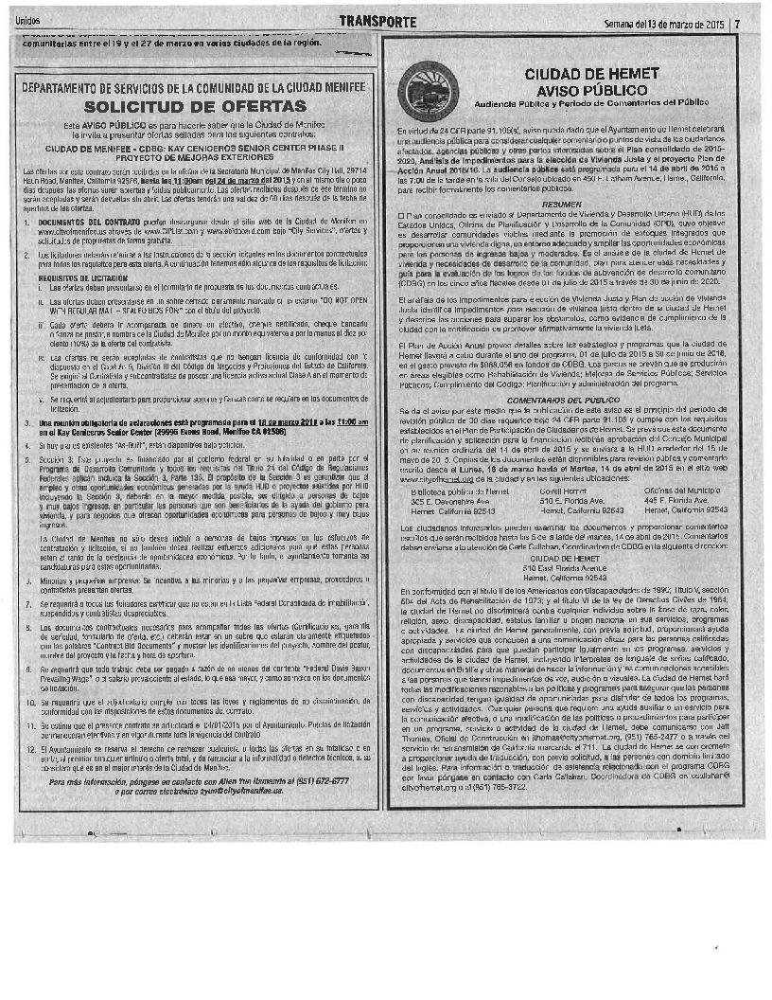 Unidos
TRANSPORTE
Semana del 13 de marzo de 2015 | 7
comunitarias entre el 19 y el 27 de marzo en varios ciudades de la región.
DEPARTAMENTO DE SERVICIOS DE LA COMUNIDAD DE LA CIUDAD MENIFEE
SOLICITUD DE OFERTAS
Este AVISO PÚBLICO es para hacerle saber que la Ciudad de Menifee
le invita a presentar ofertas selladas para los siguientes contratos:
CIUDAD DE MENIFEE - CDBG: KAY CENICEROS SENIOR CENTER PHASE II
PROYECTO DE MEJORAS EXTERIORES
Las ofertas por este contrato serán recibidas en la oficina de la Secretaria Municipal de Menifee City Hall, 29714
Haun Road, Menifee, California 92586, hasta las 11:00am del 24 de marzo del 2015 y en el mismo día o poco
días después las ofertas serán abiertas y leídas públicamente. Las ofertas recibidas después de ese término no
serán aceptadas y serán devueltas sin abrir. Las ofertas tendrán una validez de 60 días después de la fecha de
apertura de las ofertas.
1. DOCUMENTOS DEL CONTRATO pueden descargarse desde el sitio web de la Ciudad de Menifee en
www.cityofmenifee.us através de www.CIPList.com y www.ebidboard.com bajo "City Services", ofertas y
solicitudes de propuestas de forma gratuita.
2. Los licitadores deberán referirse a las instrucciones de la sección licitantes en los documentos contractuales
para todos los requisitos para esta oferta. A continuación tenemos sólo algunos de los requisitos de licitación:
REQUISITOS DE LICITACIÓN
i. Las ofertas deben presentarse en el formulario de propuesta de los documentos contractuales.
ii. Las ofertas deben presentarse en un sobre cerrado claramente marcado en el exterior "DO NOT OPEN
WITH REGULAR MAIL – SEALED BIDS FOR" con el título del proyecto.
iii. Cada oferta debera ir acompañada de dinero en efectivo, cheque certificado, cheque bancario
o fianza de postor, a nombre de la Ciudad de Menifee por un monto equivalente a por lo menos al diez por
ciento (10%) de la oferta del contratista.
iv. Las ofertas no serán aceptadas de contratistas que no tengan licencia de conformidad con lo
dispuesto en el Capítulo 9, División III del Código de Negocios y Profesiones del Estado de California.
Se exigirá al Contratista y subcontratistas de poseer una licencia activa actual Clase A en el momento de
presentación de la oferta.
v. Se requerirá al adjudicatario para proporcionar seguros y fianzas como se requiere en los documentos de
licitación.
3. Una reunión obligatoria de aclaraciones está programada para el 18 de marzo 2015 a las 11:00 am
en el Kay Ceniceros Senior Center (29995 Evans Road, Menifee CA 92586)
4. Si hay planes existentes "As-Built", están disponibles bajo petición.
5. Sección 3: Este proyecto es financiado por el gobierno federal en su totalidad o en parte por el
Programa de Desarrollo Comunitario y todos los requisitos del Título 24 del Código de Regulaciones
Federales aplican incluida la Sección 3, Parte 135. El propósito de la Sección 3 es garantizar que el
empleo y otras oportunidades económicas generadas por la ayuda HUD o proyectos asistidos por HUD
incluyendo la Sección 3, deberán en la mayor medida posible, ser dirigido a personas de bajos
y muy bajos ingresos, en particular las personas que son beneficiarios de la ayuda del gobierno para
vivienda, y para negocios que ofrecen oportunidades económicas para personas de bajos y muy bajos
ingresos.
La Ciudad de Menifee no sólo desea incluir a personas de bajos ingresos en los esfuerzos de
contratación y licitación, si no también desea realizar esfuerzos adicionales para que estas personas
estén al tanto de la existencia de oportunidades económicas. Por lo tanto, el ayuntamiento fomenta las
candidaturas para estas oportunidades.
6. Minorías y pequeñas empresas: Se incentiva a las minorías y a las pequeñas empresas, proveedores o
contratistas presentar ofertas.
7. Se requerirá a todos los licitadores certificar que no están en la Lista Federal Consolidada de inhabilitación,
suspendidos y contratistas despreciables.
8. Los documentos contractuales necesarios para acompañar todas las ofertas (Certificaciones, garantía
de seriedad, formulario de oferta, etc.) deberán estar en un sobre que estarán claramente etiquetados
con las palabras "Contract Bid Documents" y mostrar las identificaciones del proyecto, nombre del postor,
nombre del proyecto y la fecha y hora de apertura.
9. Se requerirá que todo trabajo debe ser pagado a razón de no menos del corriente "Federal Davis Bacon
Prevailing Wage" o el salario prevaleciente al estado, lo que sea mayor, y como se indica en los documentos
de licitación.
10. Se requerirá que el adjudicatario cumpla con todas las leyes y reglamentos de no discriminación, de
conformidad con las disposiciones de estos documentos del contrato.
11. Se estima que el presente contrato se adjudicará el 04/01/2015 por el Ayuntamiento. Precios de licitación
permanecerán efectivos y en vigor durante toda la vigencia del contrato.
12. El Ayuntamiento se reserva el derecho de rechazar cualquiera o todas las ofertas en su totalidad o en
parte, al premiar cualquier artículo o oferta total, y de renunciar a la informalidad o defectos técnicos, si se
considera que es en el mejor interés de la Ciudad de Menifee.
Para más información, póngase en contacto con Allen Yun llamando al (951) 672-6777
o por correo electrónico ayun@cityofmenifee.us.
CIUDAD DE HEMET
AVISO PÚBLICO
Audiencia Pública y Periodo de Comentarios del Público
En virtud de 24 CFR parte 91.105(e), aviso queda dado que el Ayuntamiento de Hemet celebrará
una audiencia pública para considerar cualquier comentario o puntos de vista de los ciudadanos
afectados, agencias públicas y otras partes interesadas sobre el Plan consolidado de 2015-
2020, Análisis de Impedimentos para la elección de Vivienda Justa y el proyecto Plan de
Acción Anual 2015/16. La audiencia pública está programada para el 14 de abril de 2015 a
las 7:00 de la tarde en la sala del Consejo ubicado en 450 E. Latham Avenue, Hemet, California,
para recibir formalmente los comentarios públicos.
RESUMEN
El Plan consolidado es enviado al Departamento de Vivienda y Desarrollo Urbano (HUD) de los
Estados Unidos, Oficina de Planificación y Desarrollo de la Comunidad (CPD), cuyo objetivo
es desarrollar comunidades viables mediante la promoción de enfoques integrados que
proporcionen una vivienda digna, un entorno adecuado y ampliar las oportunidades económicas
para las personas de ingresos bajos y moderados. Es el análisis de la ciudad de Hemet de
vivienda y necesidades de desarrollo de la comunidad, plan para atender esas necesidades y
guía para la evaluación de los logros de los fondos de subvención de desarrollo comunitario
(CDBG) en los cinco años fiscales desde 01 de julio de 2015 a través de 30 de junio de 2020.
El análisis de los Impedimentos para elección de Vivienda Justa y Plan de acción de Vivienda
Justa identifica impedimentos para elección de vivienda justa dentro de la ciudad de Hemet
y describe las acciones para superar los obstáculos, como evidencia de cumplimiento de la
ciudad con la certificación de promover afirmativamente la vivienda justa.
El Plan de Acción Anual provee detalles sobre las estrategias y programas que la ciudad de
Hemet llevará a cabo durante el año del programa, 01 de julio de 2015 a 30 de junio de 2016,
en el gasto previsto de $968,056 en fondos de CDBG. Los gastos se prevén que se producirán
en áreas elegibles como Rehabilitación de Vivienda; Mejoras de Servicios Públicos; Servicios
Públicos; Cumplimiento del Código; Planificación y administración del programa.
COMENTARIOS DEL PÚBLICO
Se da el aviso por este medio que la publicación de este aviso es el principio del periodo de
revisión pública de 30 días requerido bajo 24 CFR parte 91.105 y cumple con los requisitos
establecidos en el Plan de Participación de Ciudadanos de Hemet. Se prevé que este documento
de planificación y aplicación para la financiación recibirán aprobación del Consejo Municipal
en su reunión ordinaria del 14 de abril de 2015 y se enviara a la HUD alrededor del 15 de
mayo de 2015. Copias de los documentos están disponibles para revisión pública y comentario
escrito desde el Lunes, 16 de marzo hasta el Martes, 14 de abril de 2015 en el sitio web
www.cityofhemet.org de la ciudad y en las siguientes ubicaciones:
Biblioteca pública de Hemet Covell Hemet Oficinas del Municipio
305 E. Devonshire Ave. 510 E. Florida Ave. 445 E. Florida Ave.
Hemet, California 92543 Hemet, California 92543 Hemet, California 92543
Los ciudadanos interesados pueden examinar los documentos y proporcionar comentarios
escritos que serán recibidos hasta las 5 de la tarde del martes, 14 de abril de 2015. Comentarios
deben enviarse a la atención de Carla Callahan, Coordinadora de CDBG en la siguiente dirección:
CIUDAD DE HEMET
510 East Florida Avenue
Hemet, California 92543
En conformidad con el título II de los Americanos con Discapacidades de 1990; Título V, sección
504 del Acta de Rehabilitación de 1973; y el título VI de la ley de Derechos Civiles de 1964;
la ciudad de Hemet no discriminará contra cualquier individuo sobre la base de raza, color,
religión, sexo, discapacidad, estatus familiar u origen nacional en sus servicios, programas
o actividades. La ciudad de Hemet generalmente, con previa solicitud, proporcionará ayuda
apropiada y servicios que conducen a una comunicación eficaz para las personas calificadas
con discapacidades para que puedan participar igualmente en los programas, servicios y
actividades de la ciudad de Hemet, incluyendo intérpretes de lenguaje de señas calificado,
documentos en Braille y otras maneras de hacer la información y las comunicaciones accesibles
a las personas que tienen impedimentos de voz, audición o visuales. La ciudad de Hemet hará
todas las modificaciones razonables a las políticas y programas para asegurar que las personas
con discapacidad tengan igualdad de oportunidades para disfrutar de todos los programas,
servicios y actividades. Cualquier persona que requiere una ayuda auxiliar o un servicio para
la comunicación efectiva, o una modificación de las políticas o procedimientos para participar
en un programa, servicio o actividad de la ciudad de Hemet, debe comunicarse con Jeff
Thomas, Oficial de Construcción en jthomas@cityofhemet.org, (951) 765-2477 o a través del
servicio de retransmisión de California marcando el 711. La ciudad de Hemet se compromete
a proporcionar ayuda de traducción, con previa solicitud, a las personas con dominio limitado
del Inglés. Para información o traducción de asistencia relacionada con el programa CDBG
por favor póngase en contacto con Carla Callahan, Coordinadora de CDBG en ccallahan@
cityofhemet.org o al (951) 765-3722.